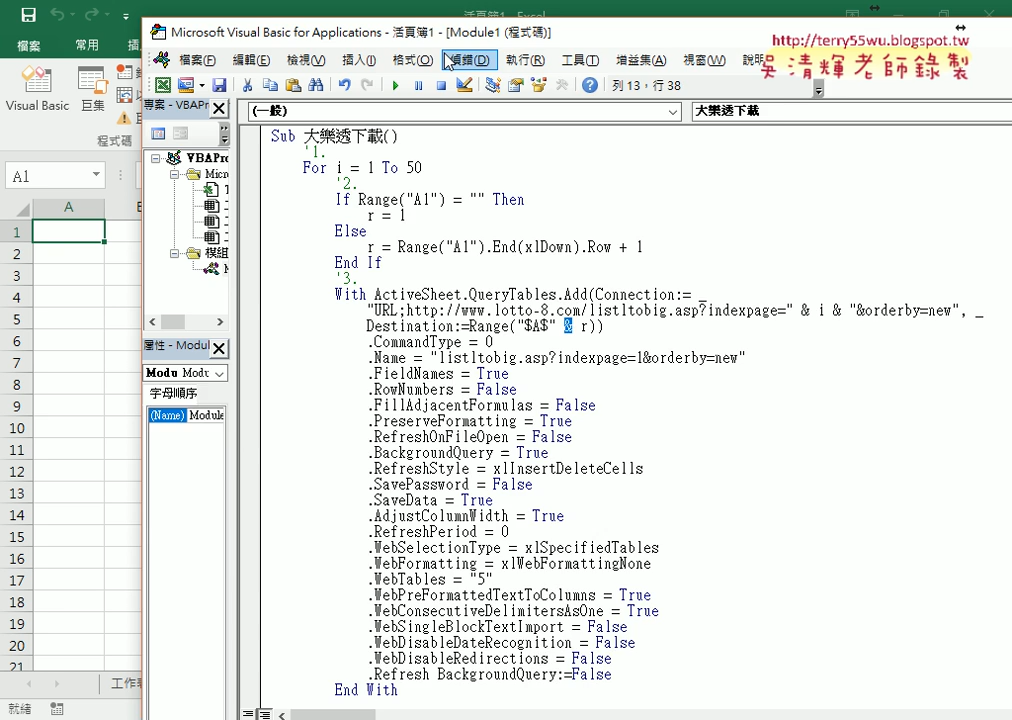 活頁簿1 - Excel
檔案
常用
插
Visual Basic
巨集
程式碼
A1
A
1
2
3
4
5
6
7
8
9
10
11
12
13
14
15
16
17
18
19
20
21
工作表
就緒
Microsoft Visual Basic for Applications - 活頁簿1 - [Module1 (程式碼)]
檔案(F) 編輯(E) 檢視(V) 插入(I) 格式(O) 偵錯(D) 執行(R) 工具(T) 增益集(A) 視窗(W) 說明
http://terry55wu.blogspot.tw
吳清輝老師錄製
列 13，行 38
專案 - VBAPr
VBAPro
Micr
模組
屬性 - Modul
Modu Modu
字母順序
(Name) Module
(一般)
大樂透下載
Sub 大樂透下載()
'1.
For i = 1 To 50
'2.
If Range("A1") = "" Then
r = 1
Else
r = Range("A1").End(xlDown).Row + 1
End If
'3.
With ActiveSheet.QueryTables.Add(Connection:= _
"URL;http://www.lotto-8.com/listltobig.asp?indexpage=" & i & "&orderby=new", _
Destination:=Range("$A$" & r))
.CommandType = 0
.Name = "listltobig.asp?indexpage=1&orderby=new"
.FieldNames = True
.RowNumbers = False
.FillAdjacentFormulas = False
.PreserveFormatting = True
.RefreshOnFileOpen = False
.BackgroundQuery = True
.RefreshStyle = xlInsertDeleteCells
.SavePassword = False
.SaveData = True
.AdjustColumnWidth = True
.RefreshPeriod = 0
.WebSelectionType = xlSpecifiedTables
.WebFormatting = xlWebFormattingNone
.WebTables = "5"
.WebPreFormattedTextToColumns = True
.WebConsecutiveDelimitersAsOne = True
.WebSingleBlockTextImport = False
.WebDisableDateRecognition = False
.WebDisableRedirections = False
.Refresh BackgroundQuery:=False
End With